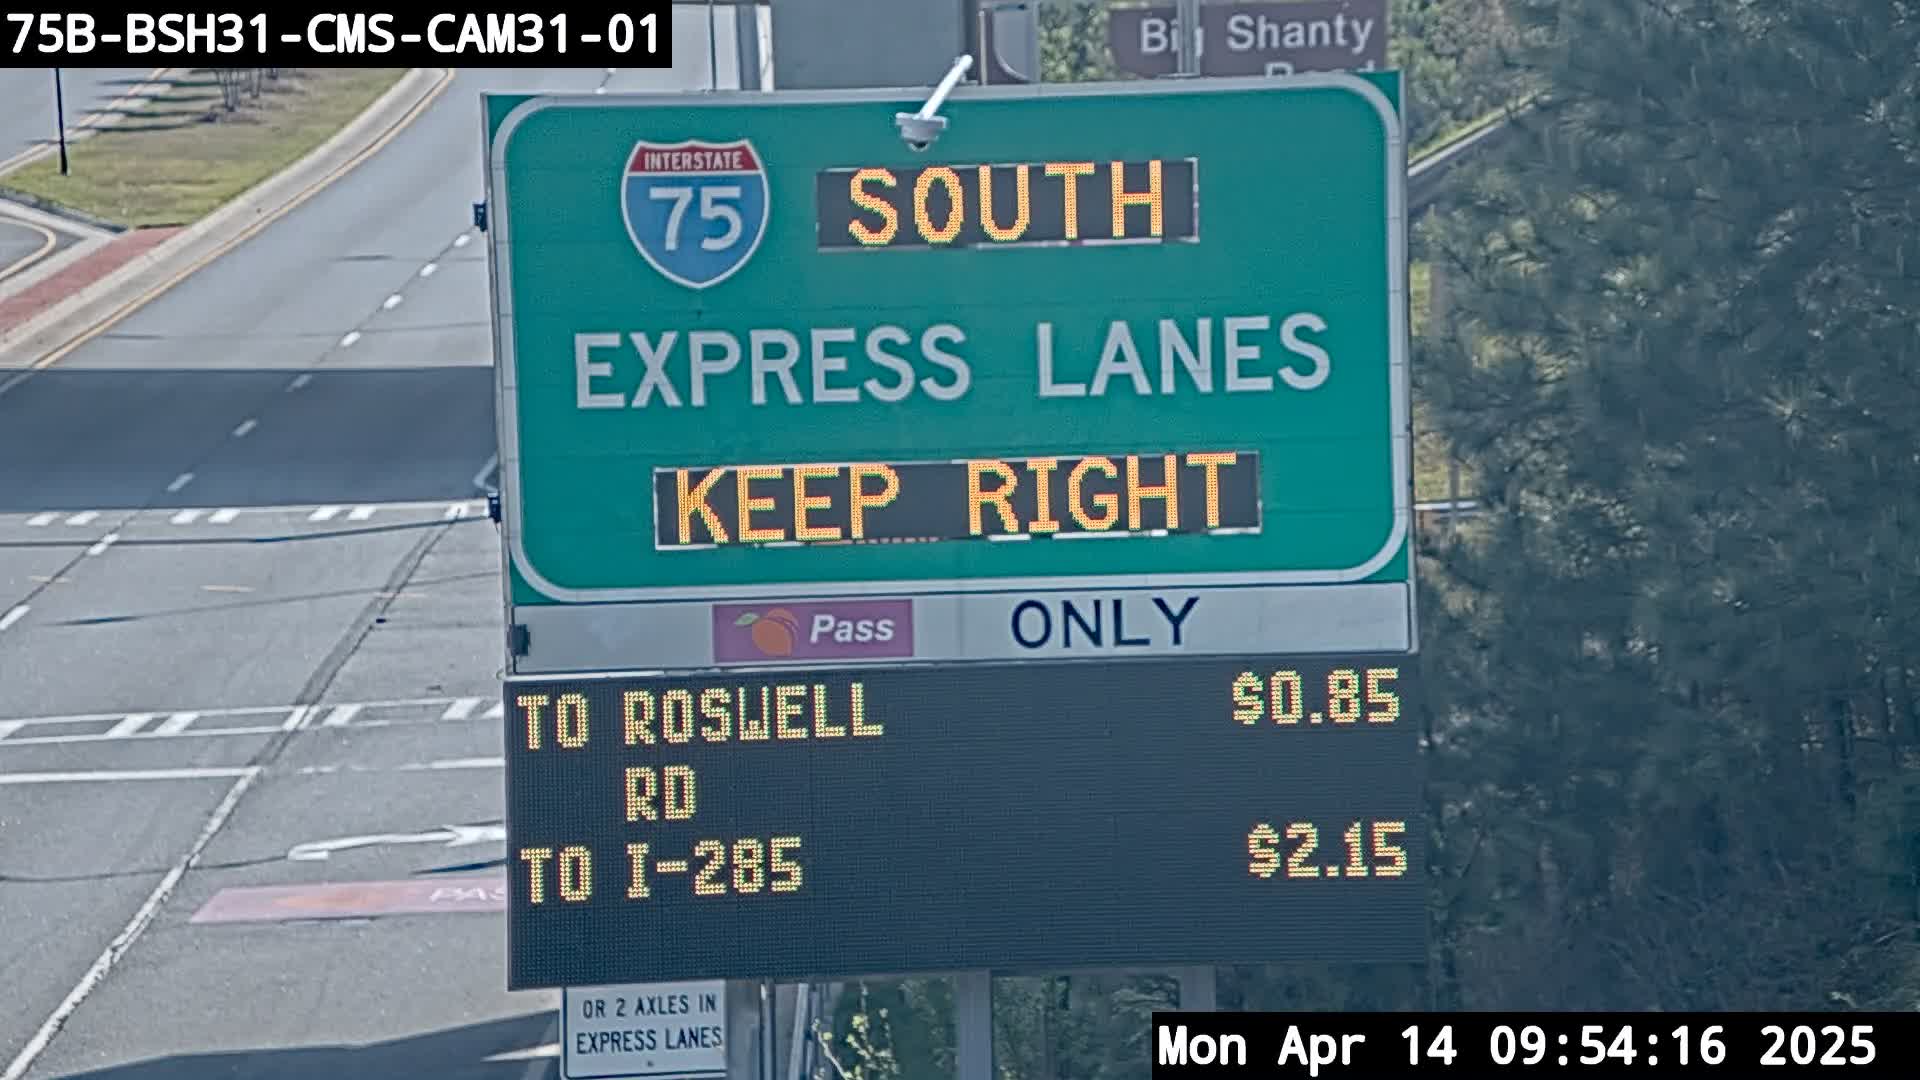 75B-BSH31-CMS-CAM31-01
Big Shanty
Road
INTERSTATE
75
SOUTH
EXPRESS LANES
KEEP RIGHT
Pass ONLY
TO ROSWELL $0.85
RD
TO I-285 $2.15
OR 2 AXLES IN
EXPRESS LANES
Mon Apr 14 09:54:16 2025